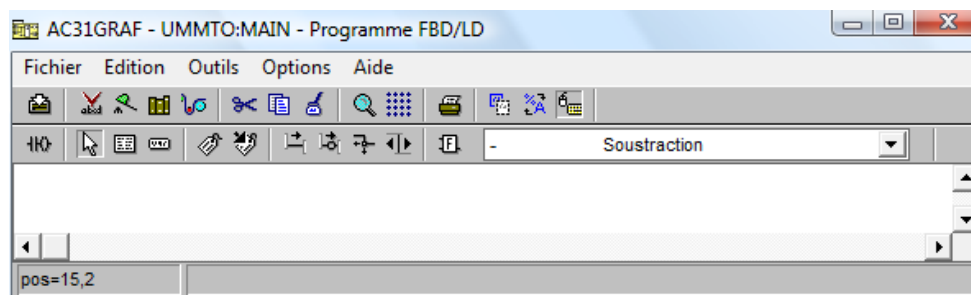 AC31GRAF - UMMTO:MAIN - Programme FBD/LD
Fichier Edition Outils Options Aide
- Soustraction
pos=15,2